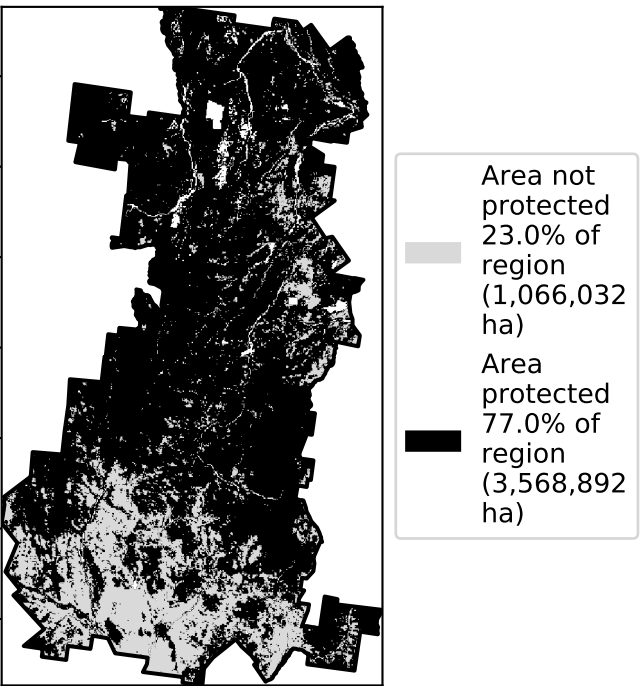 Area not
protected
23.0% of
region
(1,066,032
ha)
Area
protected
77.0% of
region
(3,568,892
ha)